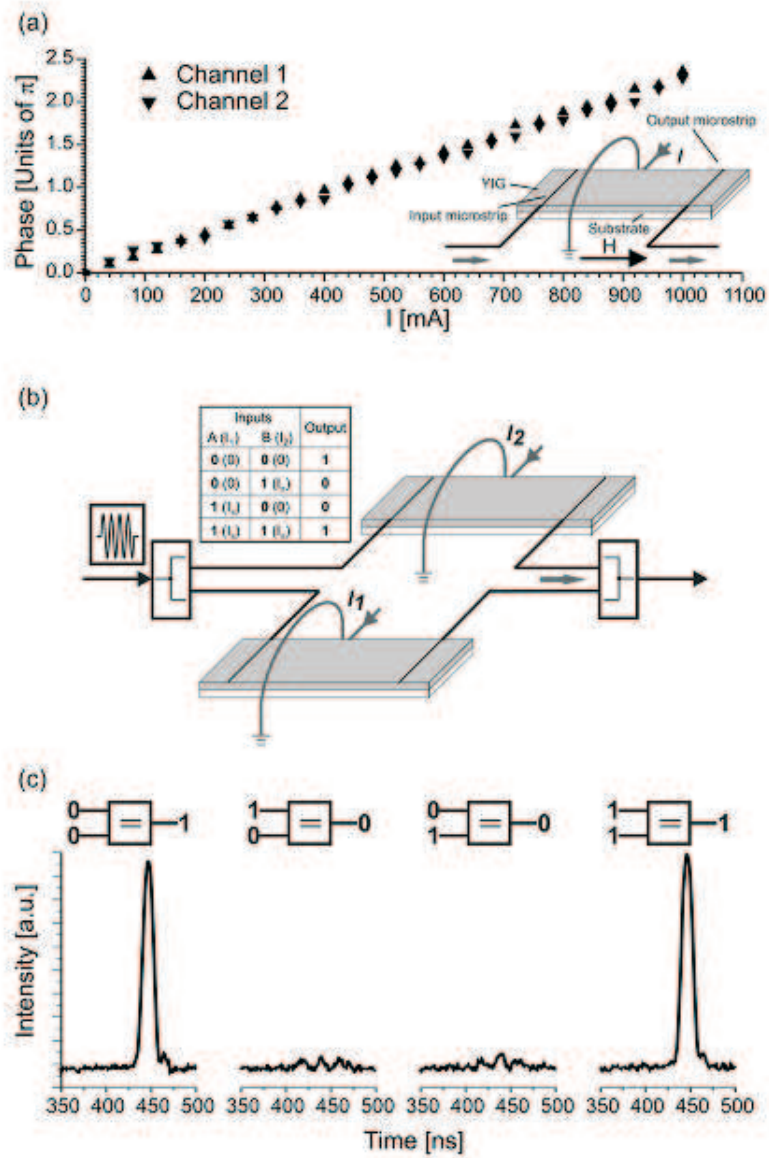 (a)
2.5
2.0
1.5
1.0
0.5
0.0
Phase [Units of π]
Channel 1
Channel 2
Output microstrip
I
YIG
Input microstrip
Substrate
H
0 100 200 300 400 500 600 700 800 900 1000 1100
I [mA]
(b)
Inputs Output
A (I₁) B (I₂)
0 (0) 0 (0) 1
0 (0) 1 0
1 0 (0) 0
1 1 1
I2
I1
(c)
0 0 = 1
1 0 = 0
0 1 = 0
1 1 = 1
Intensity [a.u.]
350 400 450 500 350 400 450 500 350 400 450 500 350 400 450 500
Time [ns]